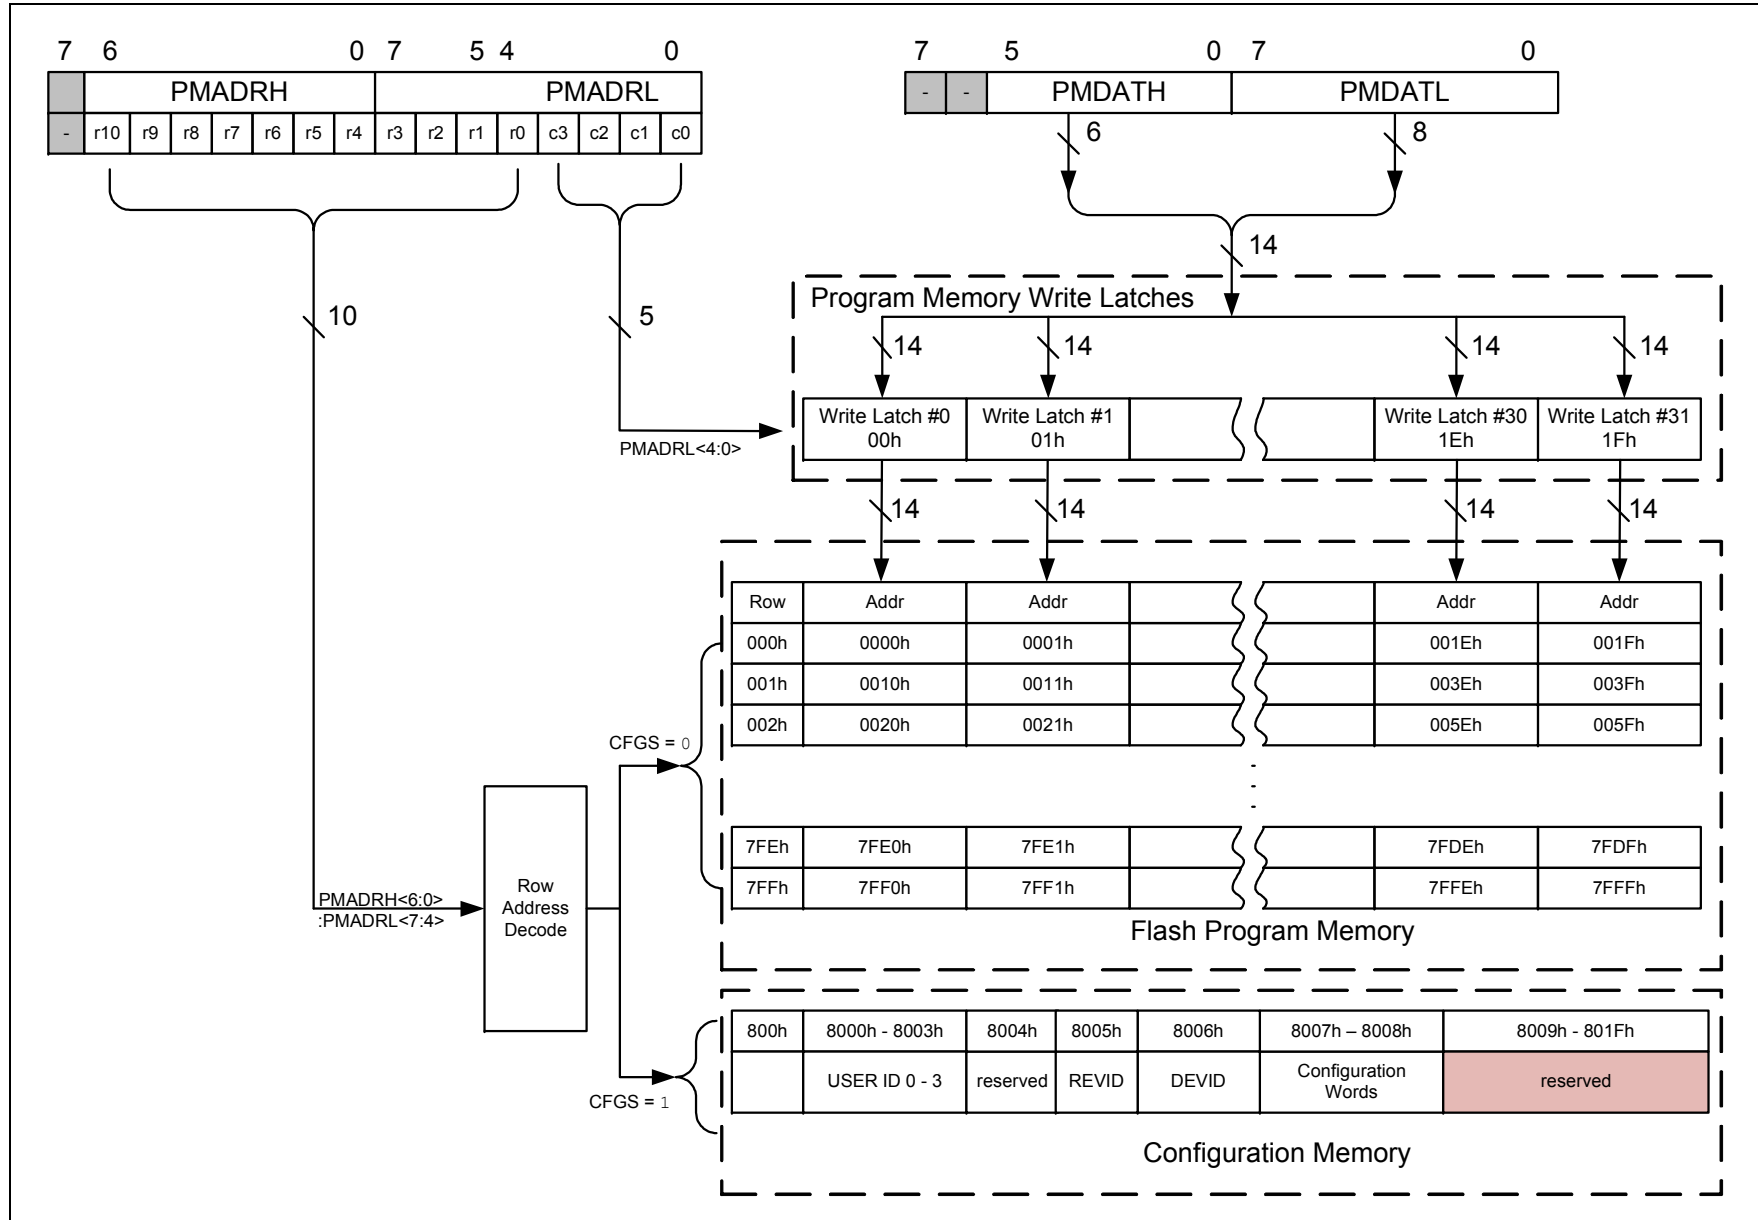 7 6 0 7 5 4 0
PMADRH PMADRL
- r10 r9 r8 r7 r6 r5 r4 r3 r2 r1 r0 c3 c2 c1 c0
7 5 0 7 0
- - PMDATH PMDATL
6 8
14
10 5
Program Memory Write Latches
14 14 14 14
Write Latch #0 Write Latch #1 Write Latch #30 Write Latch #31
00h 01h 1Eh 1Fh
PMADRL<4:0>
14 14 14 14
Row Addr Addr Addr Addr
000h 0000h 0001h 001Eh 001Fh
001h 0010h 0011h 003Eh 003Fh
002h 0020h 0021h 005Eh 005Fh
CFGS = 0
7FEh 7FE0h 7FE1h 7FDEh 7FDFh
7FFh 7FF0h 7FF1h 7FFEh 7FFFh
Flash Program Memory
PMADRH<6:0>
:PMADRL<7:4>
Row
Address
Decode
800h 8000h - 8003h 8004h 8005h 8006h 8007h – 8008h 8009h - 801Fh
USER ID 0 - 3 reserved REVID DEVID Configuration Words reserved
CFGS = 1
Configuration Memory